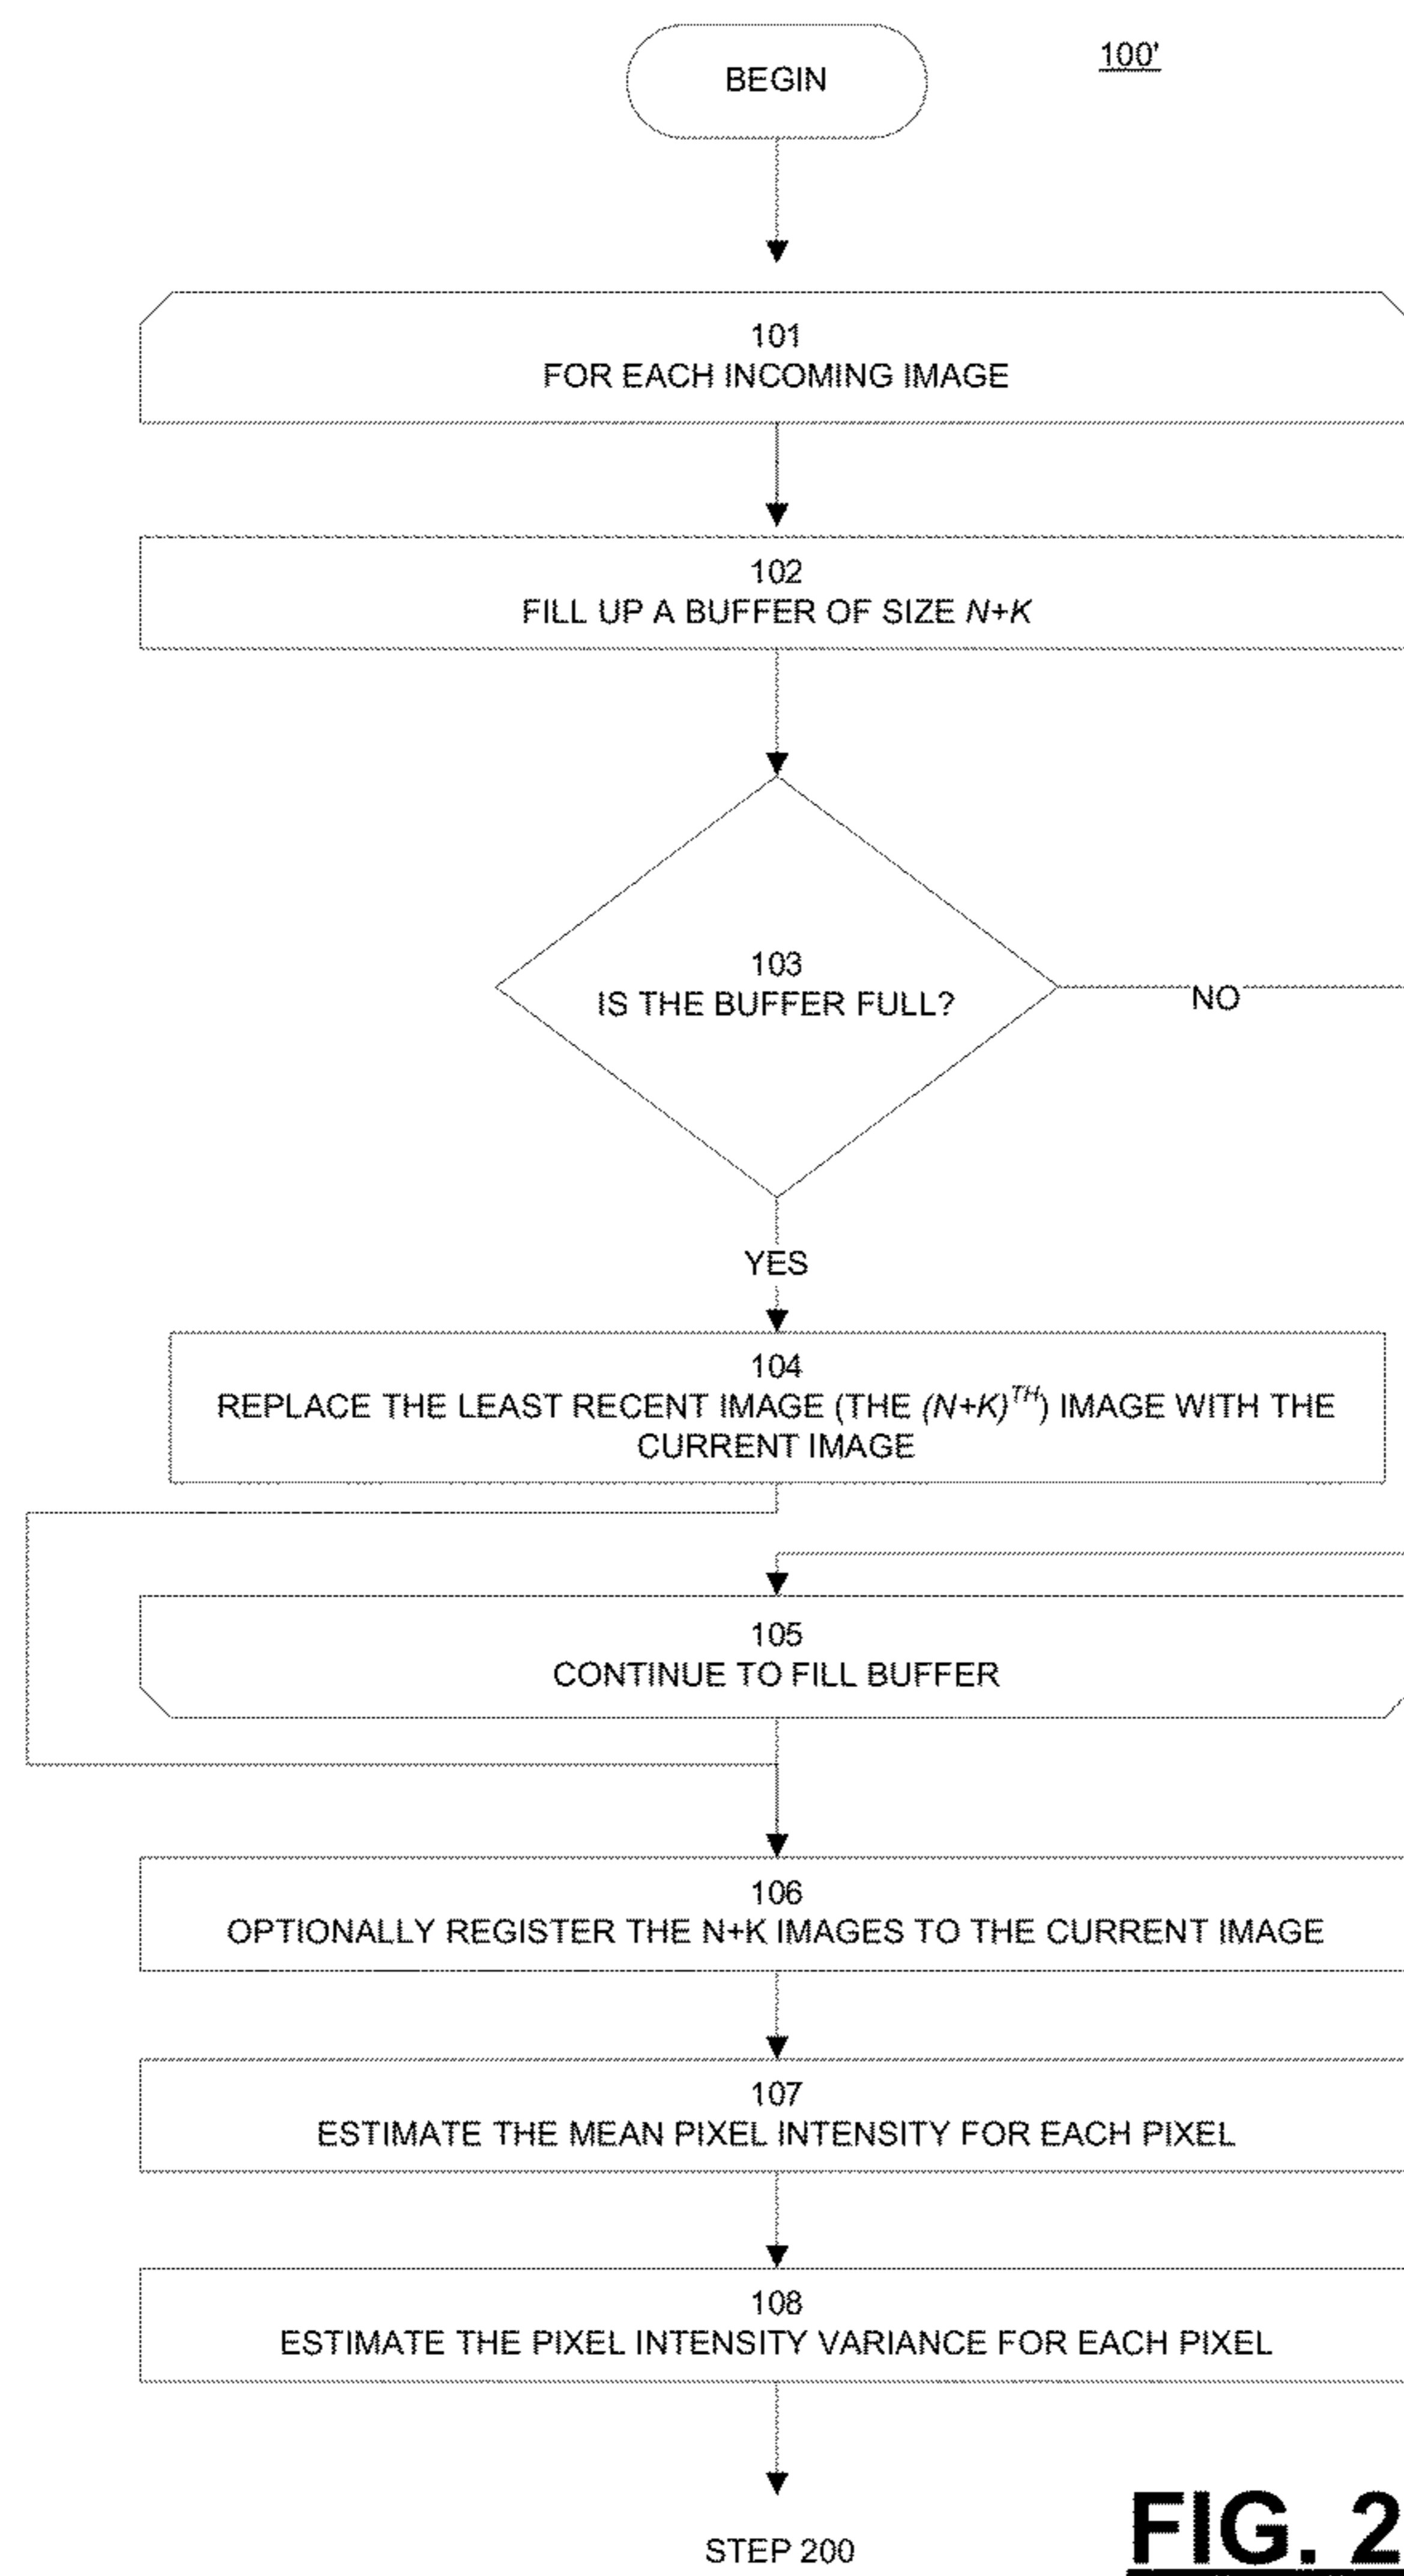 BEGIN
100'
101
FOR EACH INCOMING IMAGE
102
FILL UP A BUFFER OF SIZE N+K
103
IS THE BUFFER FULL?
NO
YES
104
REPLACE THE LEAST RECENT IMAGE (THE (N+K)^TH) IMAGE WITH THE
CURRENT IMAGE
105
CONTINUE TO FILL BUFFER
106
OPTIONALLY REGISTER THE N+K IMAGES TO THE CURRENT IMAGE
107
ESTIMATE THE MEAN PIXEL INTENSITY FOR EACH PIXEL
108
ESTIMATE THE PIXEL INTENSITY VARIANCE FOR EACH PIXEL
STEP 200
FIG. 2